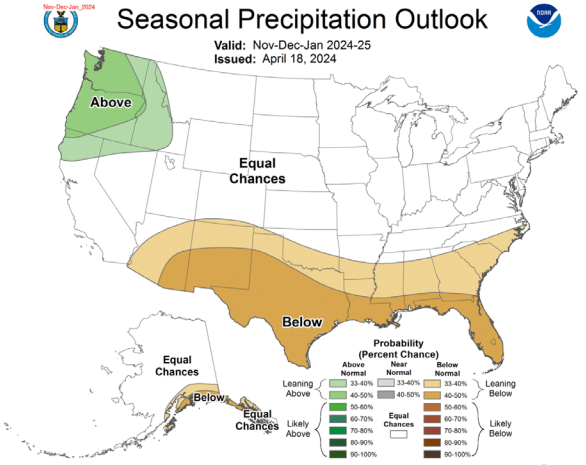 Nov-Dec-Jan_2024
Seasonal Precipitation Outlook
NOAA
Valid: Nov-Dec-Jan 2024-25
Issued: April 18, 2024
Above
Equal
Chances
Below
Equal
Chances
Below
Equal
Chances
Probability
(Percent Chance)
Above
Normal
Near
Normal
Below
Normal
Leaning
Above
33-40%
40-50%
33-40%
40-50%
33-40%
40-50%
Leaning
Below
Likely
Above
50-60%
60-70%
70-80%
80-90%
90-100%
Equal
Chances
50-60%
60-70%
70-80%
80-90%
90-100%
Likely
Below